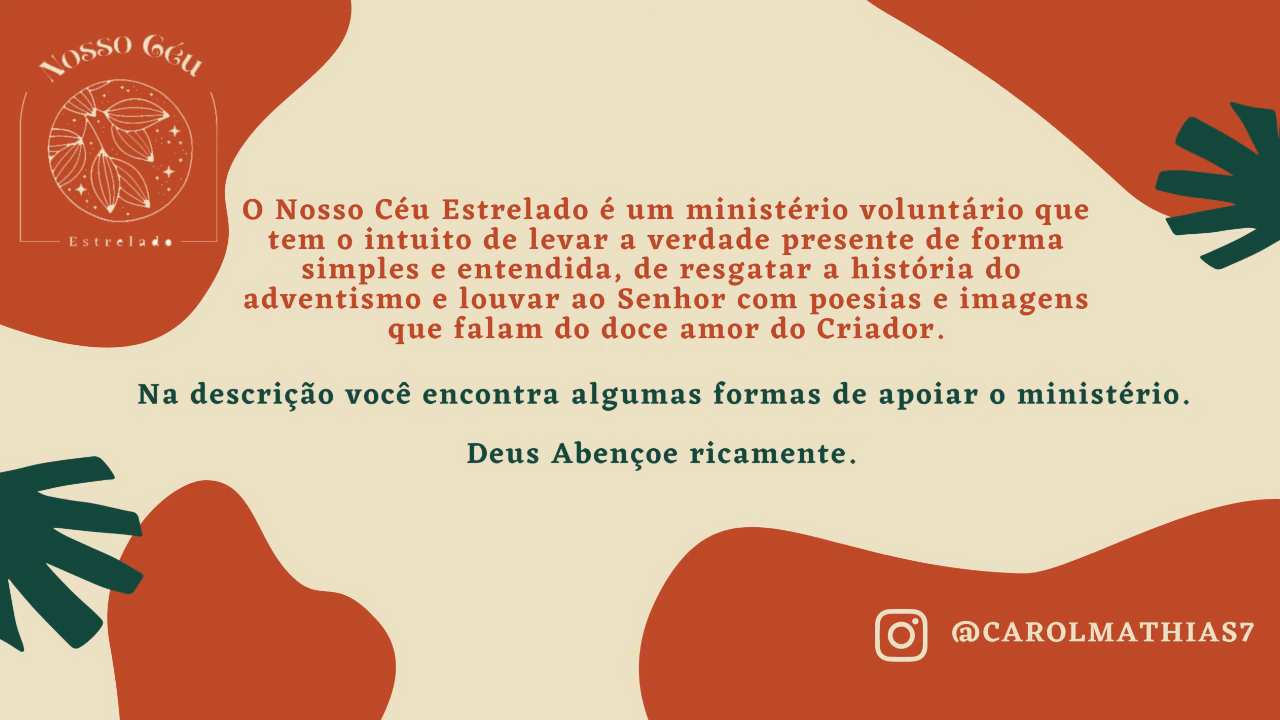 Nosso Céu
Estrelado
O Nosso Céu Estrelado é um ministério voluntário que
tem o intuito de levar a verdade presente de forma
simples e entendida, de resgatar a história do
adventismo e louvar ao Senhor com poesias e imagens
que falam do doce amor do Criador.
Na descrição você encontra algumas formas de apoiar o ministério.
Deus Abençoe ricamente.
@CAROLMATHIAS7